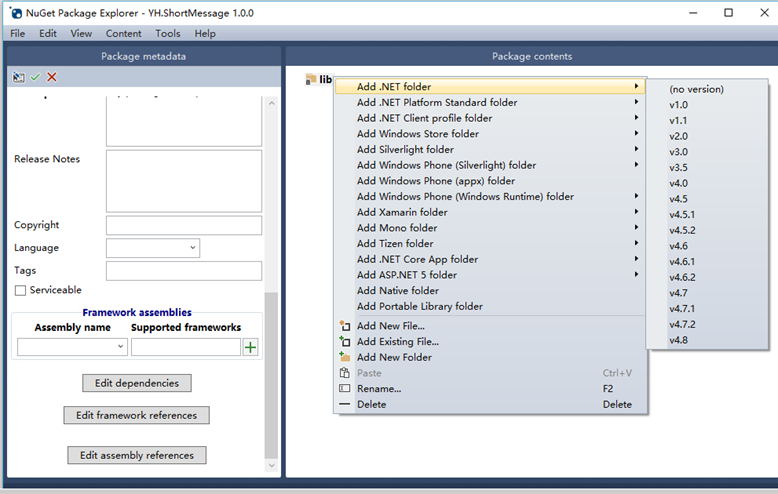 NuGet Package Explorer - YH.ShortMessage 1.0.0
File Edit View Content Tools Help
Package metadata
Release Notes
Copyright
Language
Tags
Serviceable
Framework assemblies
Assembly name Supported frameworks
Edit dependencies
Edit framework references
Edit assembly references
Package contents
lib
Add .NET folder
Add .NET Platform Standard folder
Add .NET Client profile folder
Add Windows Store folder
Add Silverlight folder
Add Windows Phone (Silverlight) folder
Add Windows Phone (appx) folder
Add Windows Phone (Windows Runtime) folder
Add Xamarin folder
Add Mono folder
Add Tizen folder
Add .NET Core App folder
Add ASP.NET 5 folder
Add Native folder
Add Portable Library folder
Add New File...
Add Existing File...
Add New Folder
Paste Ctrl+V
Rename... F2
Delete Delete
(no version)
v1.0
v1.1
v2.0
v3.0
v3.5
v4.0
v4.5
v4.5.1
v4.5.2
v4.6
v4.6.1
v4.6.2
v4.7
v4.7.1
v4.7.2
v4.8